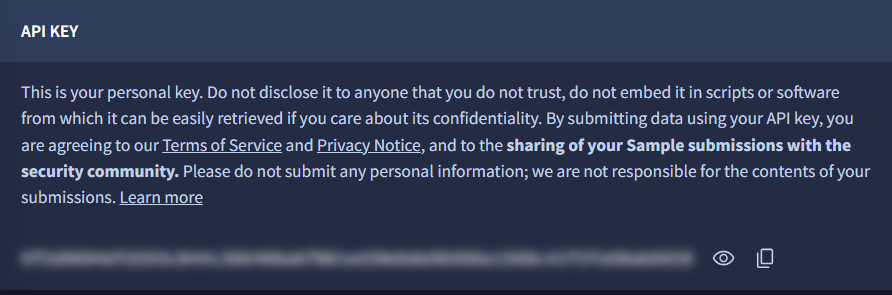 API KEY
This is your personal key. Do not disclose it to anyone that you do not trust, do not embed it in scripts or software
from which it can be easily retrieved if you care about its confidentiality. By submitting data using your API key, you
are agreeing to our Terms of Service and Privacy Notice, and to the sharing of your Sample submissions with the
security community. Please do not submit any personal information; we are not responsible for the contents of your
submissions. Learn more